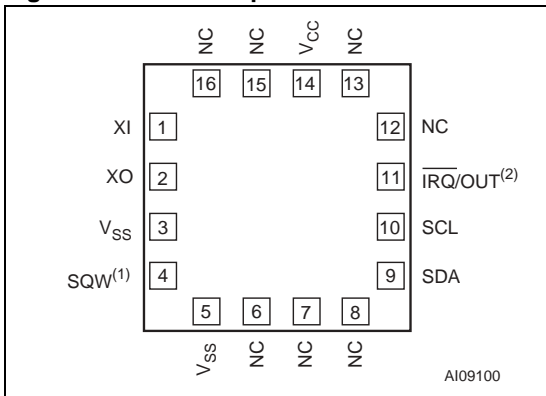 NC NC VCC NC
16 15 14 13
XI 1 12 NC
XO 2 11 IRQ/OUT(2)
VSS 3 10 SCL
SQW(1) 4 9 SDA
5 6 7 8
VSS NC NC NC
AI09100